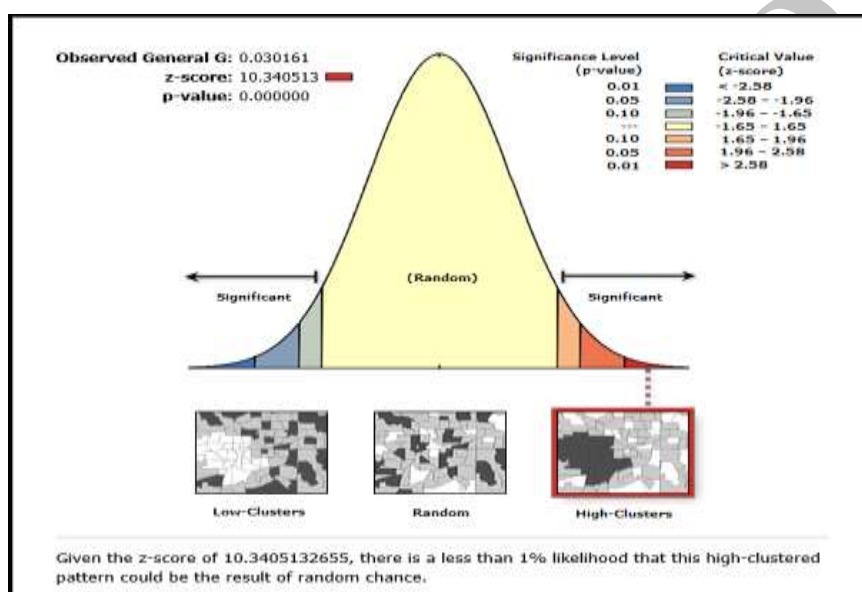 Observed General G: 0.030161
z-score: 10.340513
p-value: 0.000000
Significance Level
(p-value)
Critical Value
(z-score)
0.01 < -2.58
0.05 -2.58 – -1.96
0.10 -1.96 – -1.65
--- -1.65 – 1.65
0.10 1.65 – 1.96
0.05 1.96 – 2.58
0.01 > 2.58
Significant
(Random)
Significant
Low-Clusters
Random
High-Clusters
Given the z-score of 10.3405132655, there is a less than 1% likelihood that this high-clustered
pattern could be the result of random chance.